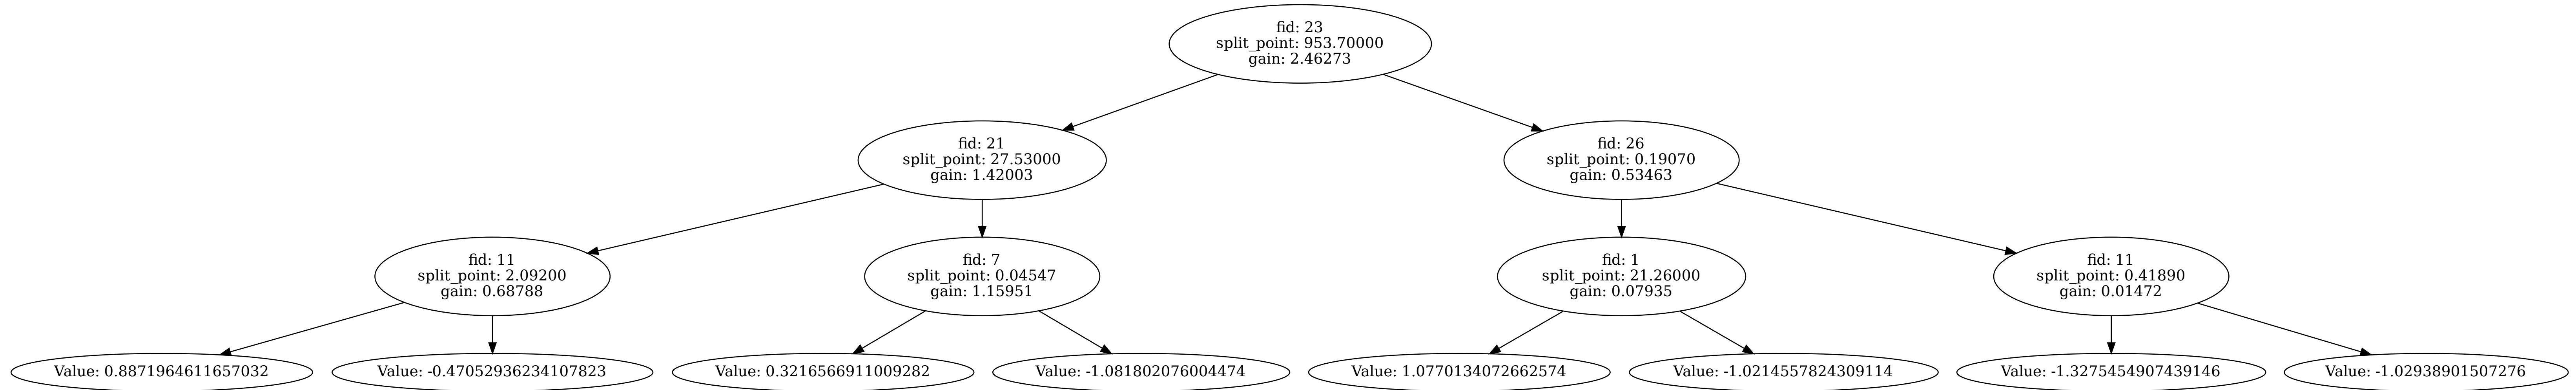 fid: 23
split_point: 953.70000
gain: 2.46273
fid: 21
split_point: 27.53000
gain: 1.42003
fid: 26
split_point: 0.19070
gain: 0.53463
fid: 11
split_point: 2.09200
gain: 0.68788
fid: 7
split_point: 0.04547
gain: 1.15951
fid: 1
split_point: 21.26000
gain: 0.07935
fid: 11
split_point: 0.41890
gain: 0.01472
Value: 0.8871964611657032
Value: -0.47052936234107823
Value: 0.3216566911009282
Value: -1.081802076004474
Value: 1.0770134072662574
Value: -1.0214557824309114
Value: -1.3275454907439146
Value: -1.02938901507276